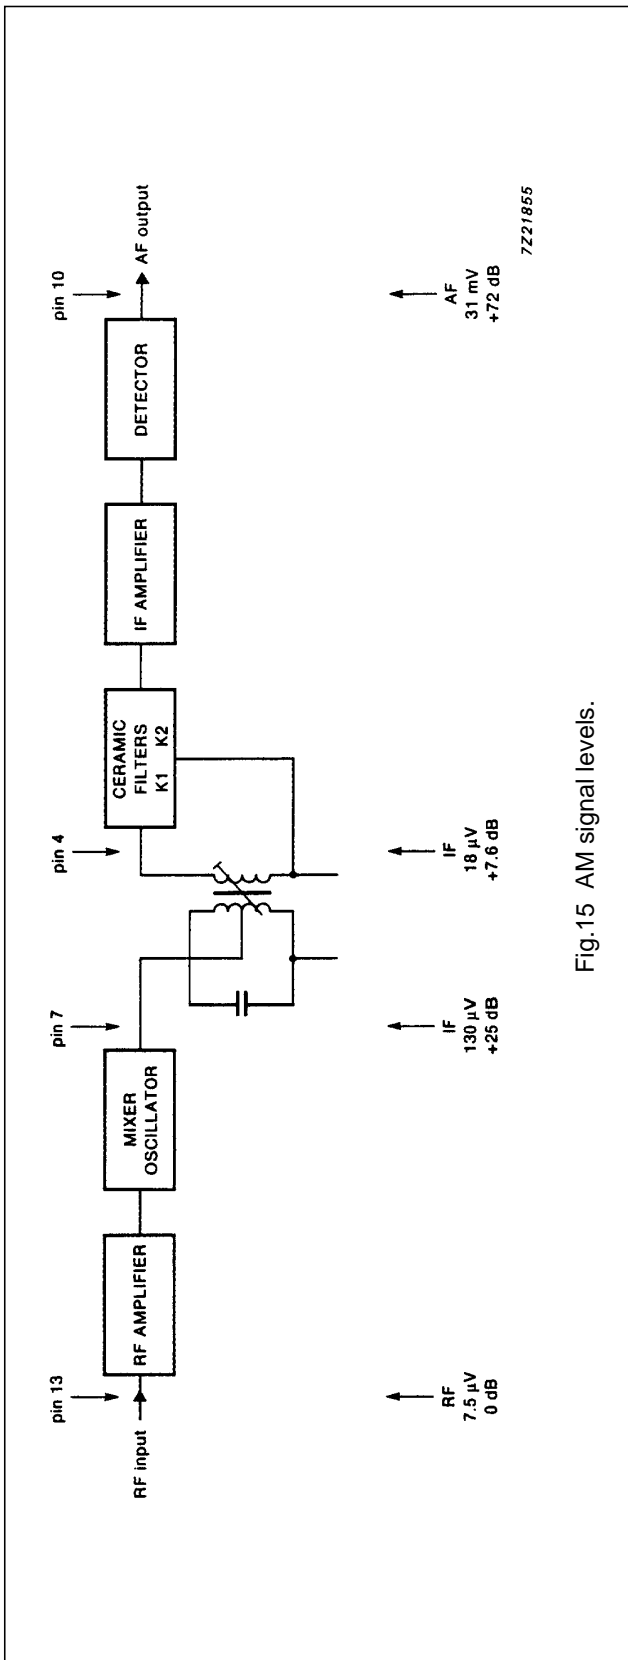 pin 13
pin 7
pin 4
pin 10
RF input
RF AMPLIFIER
MIXER
OSCILLATOR
CERAMIC
FILTERS
K1 K2
IF AMPLIFIER
DETECTOR
AF output
RF
7.5 µV
0 dB
IF
130 µV
+25 dB
IF
18 µV
+7.6 dB
AF
31 mV
+72 dB
7Z21855
Fig.15 AM signal levels.